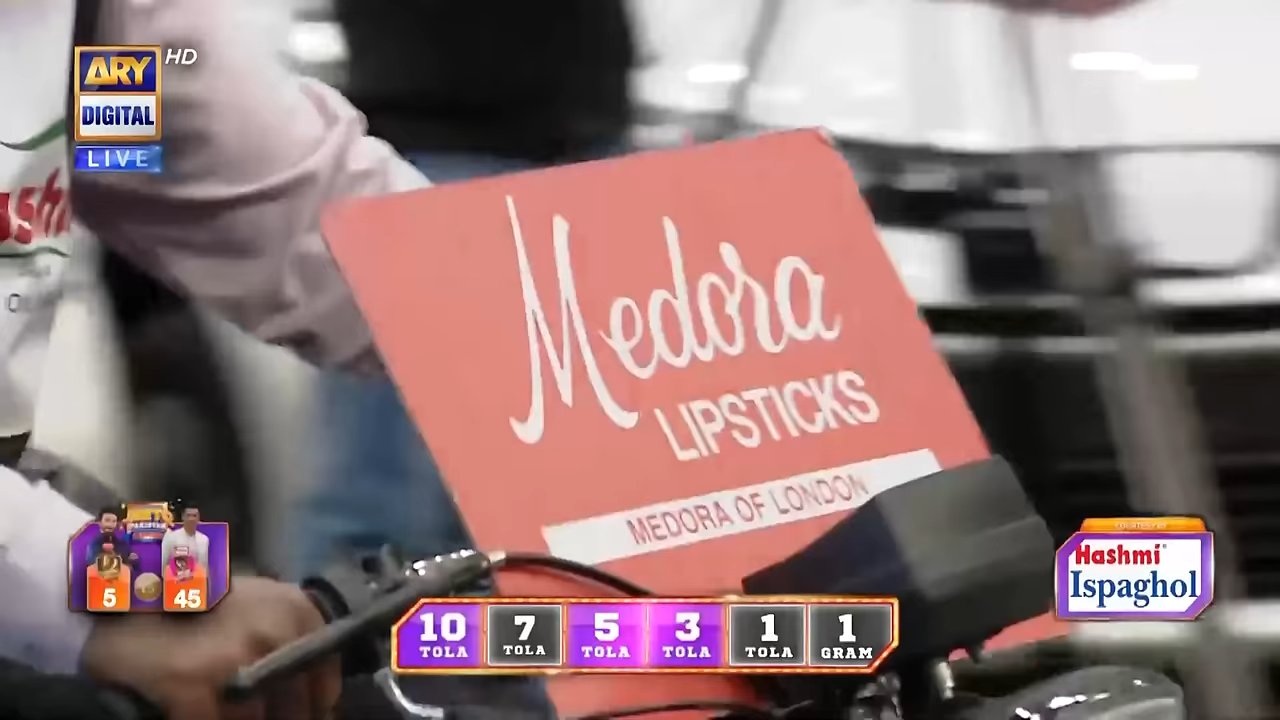 ARY
DIGITAL
LIVE
HD
Medora
LIPSTICKS
MEDORA OF LONDON
5
45
10
TOLA
7
TOLA
5
TOLA
3
TOLA
1
TOLA
1
GRAM
Hashmi
Ispaghol